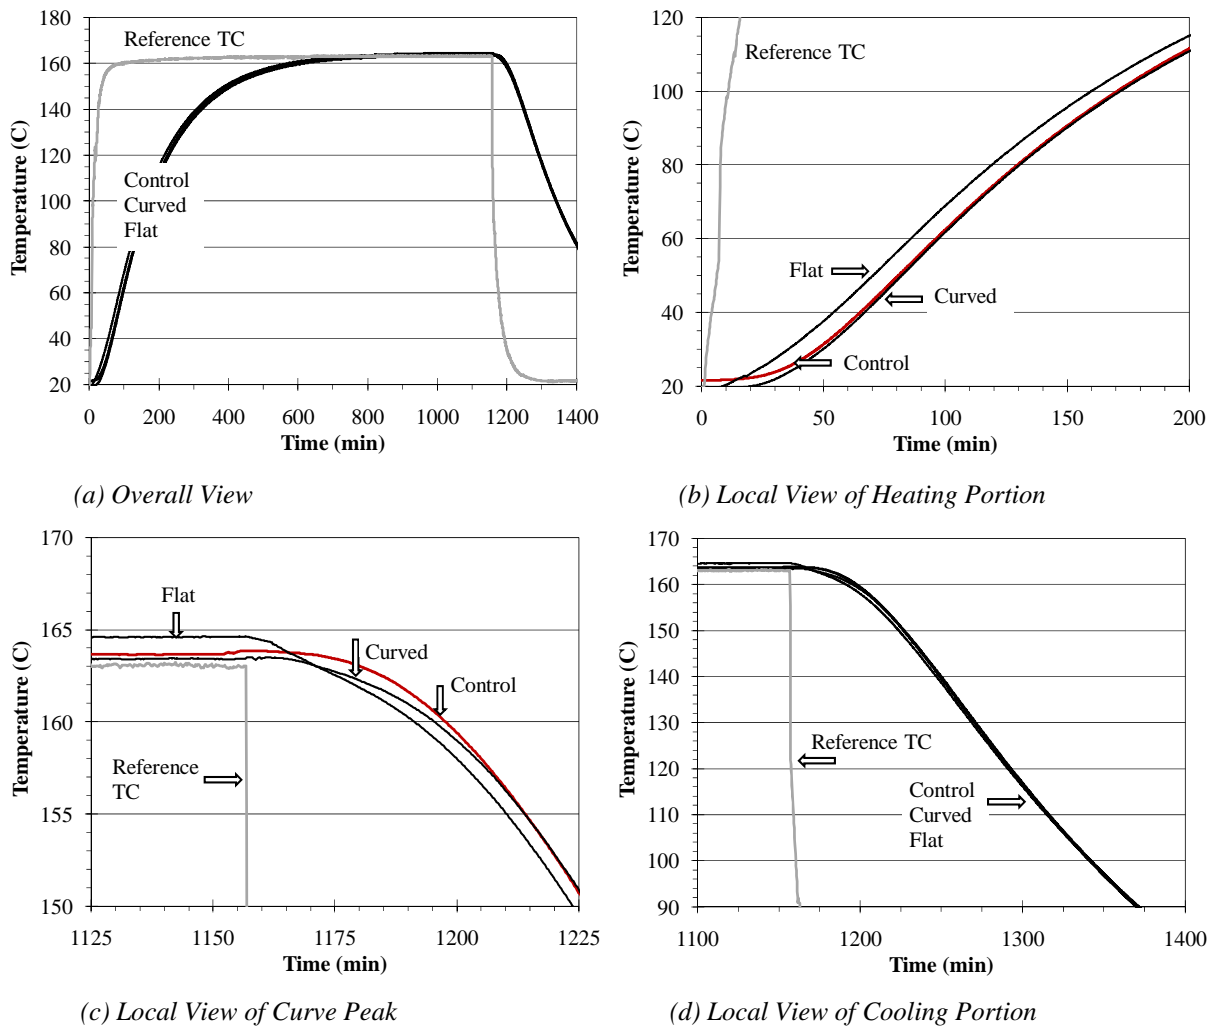 180
160
140
120
100
80
60
40
20
Temperature (C)
Reference TC
Control
Curved
Flat
0 200 400 600 800 1000 1200 1400
Time (min)
(a) Overall View
120
100
80
60
40
20
Temperature (C)
Reference TC
Flat
Curved
Control
0 50 100 150 200
Time (min)
(b) Local View of Heating Portion
170
165
160
155
150
Temperature (C)
Flat
Curved
Control
Reference
TC
1125 1150 1175 1200 1225
Time (min)
(c) Local View of Curve Peak
170
160
150
140
130
120
110
100
90
Temperature (C)
Reference TC
Control
Curved
Flat
1100 1200 1300 1400
Time (min)
(d) Local View of Cooling Portion